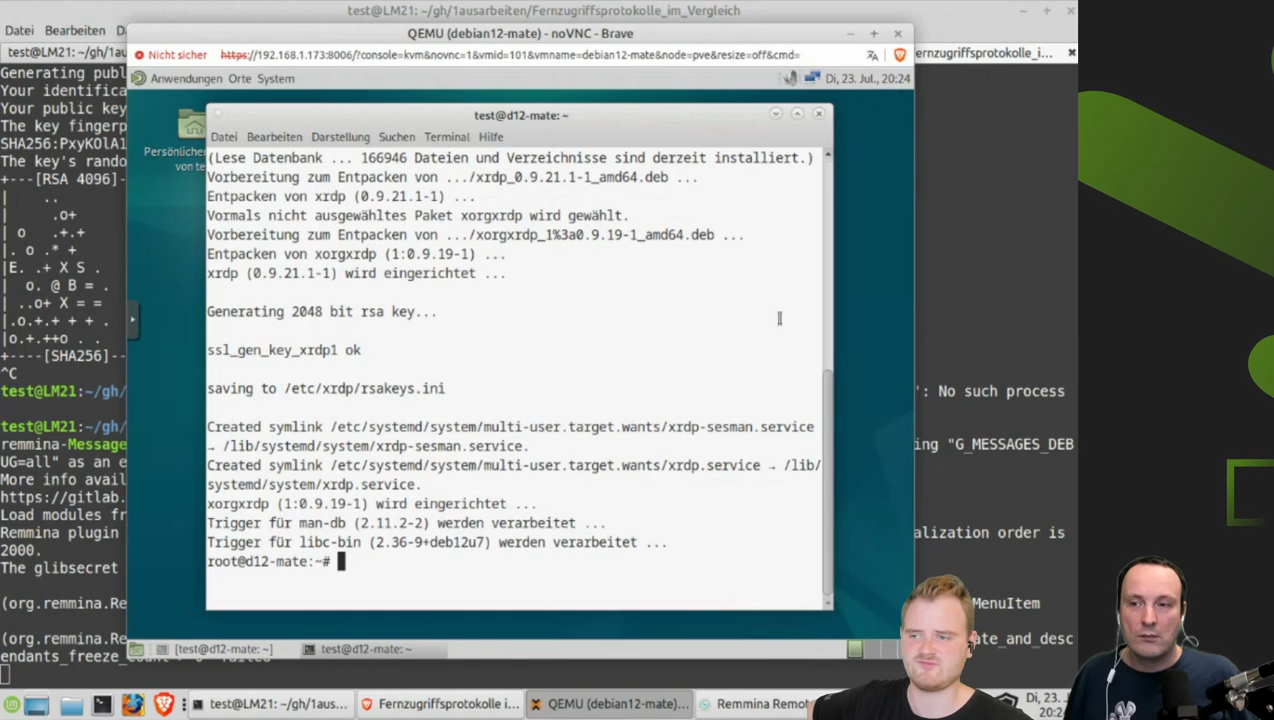 test@LM21: ~/gh/1ausarbeiten/Fernzugriffsprotokolle_im_Vergleich
Datei Bearbeiten
test@LM21: ~/gh/1au
ernzugriffsprotokolle_i...
QEMU (debian12-mate) - noVNC - Brave
Nicht sicher https://192.168.1.173:8006/?console=kvm&novnc=1&vmid=101&vmname=debian12-mate&node=pve&resize=off&cmd=
Anwendungen Orte System
Di, 23. Jul., 20:24
Generating publ
Your identifica
Your public key
The key fingerp
SHA256:PxyKOlA1
The key's rando
+---[RSA 4096]-
| ..
| .o+
| o .+.+
|. o .* +
|E. .+ X S .
| o. @ B = .
| ..o+ X = =
|.o.+.+ + + .
|o.+.++o . .
+----[SHA256]--
^C
test@LM21:~/gh/
': No such process
test@LM21:~/gh/
remmina-Message
ing "G_MESSAGES_DEB
UG=all" as an e
More info avail
https://gitlab.
Load modules fr
Remmina plugin
alization order is
2000.
The glibsecret
(org.remmina.Re
MenuItem
(org.remmina.Re
ate_and_desc
Persönlicher
von te
test@d12-mate: ~
Datei Bearbeiten Darstellung Suchen Terminal Hilfe
(Lese Datenbank ... 166946 Dateien und Verzeichnisse sind derzeit installiert.)
Vorbereitung zum Entpacken von .../xrdp_0.9.21.1-1_amd64.deb ...
Entpacken von xrdp (0.9.21.1-1) ...
Vormals nicht ausgewähltes Paket xorgxrdp wird gewählt.
Vorbereitung zum Entpacken von .../xorgxrdp_1%3a0.9.19-1_amd64.deb ...
Entpacken von xorgxrdp (1:0.9.19-1) ...
xrdp (0.9.21.1-1) wird eingerichtet ...
Generating 2048 bit rsa key...
ssl_gen_key_xrdp1 ok
saving to /etc/xrdp/rsakeys.ini
Created symlink /etc/systemd/system/multi-user.target.wants/xrdp-sesman.service
→ /lib/systemd/system/xrdp-sesman.service.
Created symlink /etc/systemd/system/multi-user.target.wants/xrdp.service → /lib/
systemd/system/xrdp.service.
xorgxrdp (1:0.9.19-1) wird eingerichtet ...
Trigger für man-db (2.11.2-2) werden verarbeitet ...
Trigger für libc-bin (2.36-9+deb12u7) werden verarbeitet ...
root@d12-mate:~#
[test@d12-mate: ~]
test@d12-mate: ~
test@LM21: ~/gh/1aus...
Fernzugriffsprotokolle i...
QEMU (debian12-mate)...
Remmina Remot
Di, 23. J